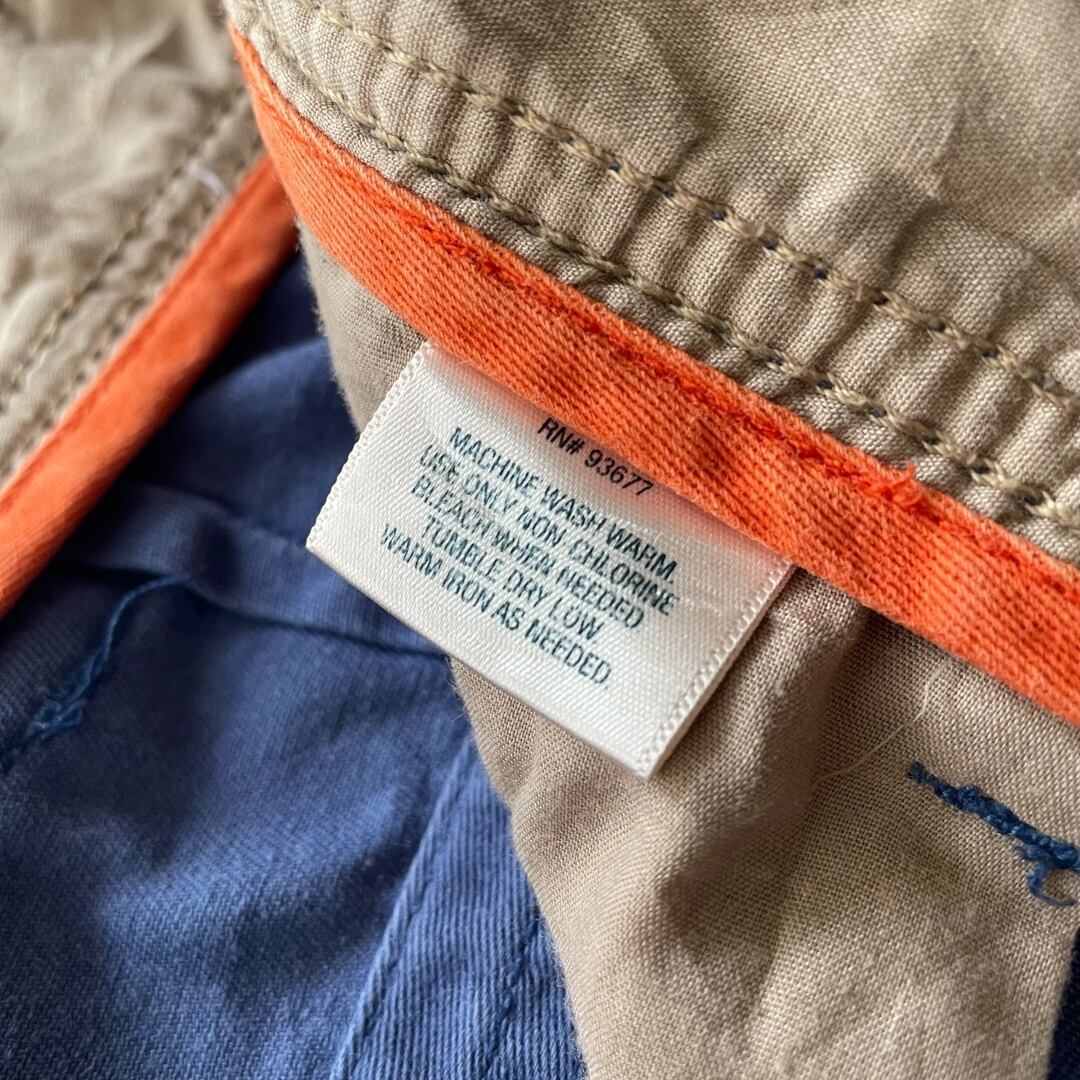 RN# 93677
MACHINE WASH WARM.
USE ONLY NON CHLORINE
BLEACH WHEN NEEDED
TUMBLE DRY LOW
WARM IRON AS NEEDED.